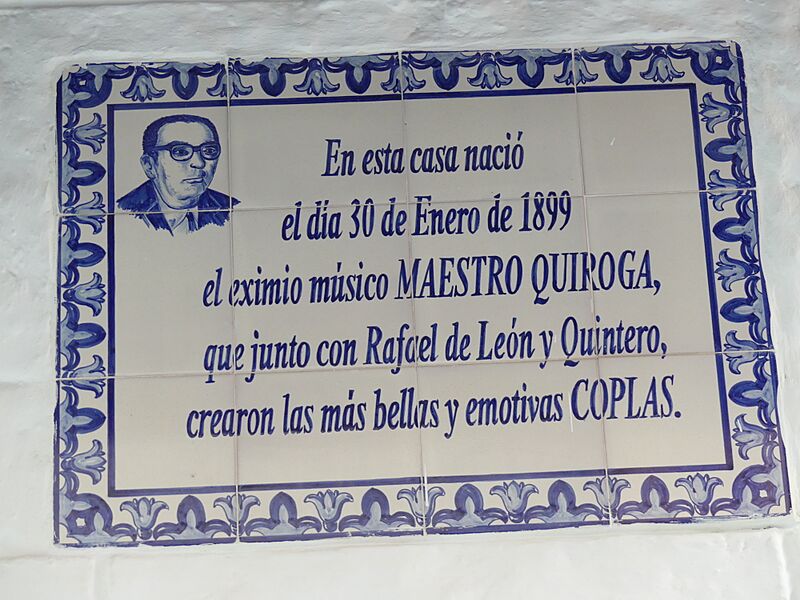 En esta casa nació
el día 30 de Enero de 1899
el eximio músico MAESTRO QUIROGA,
que junto con Rafael de León y Quintero,
crearon las más bellas y emotivas COPLAS.